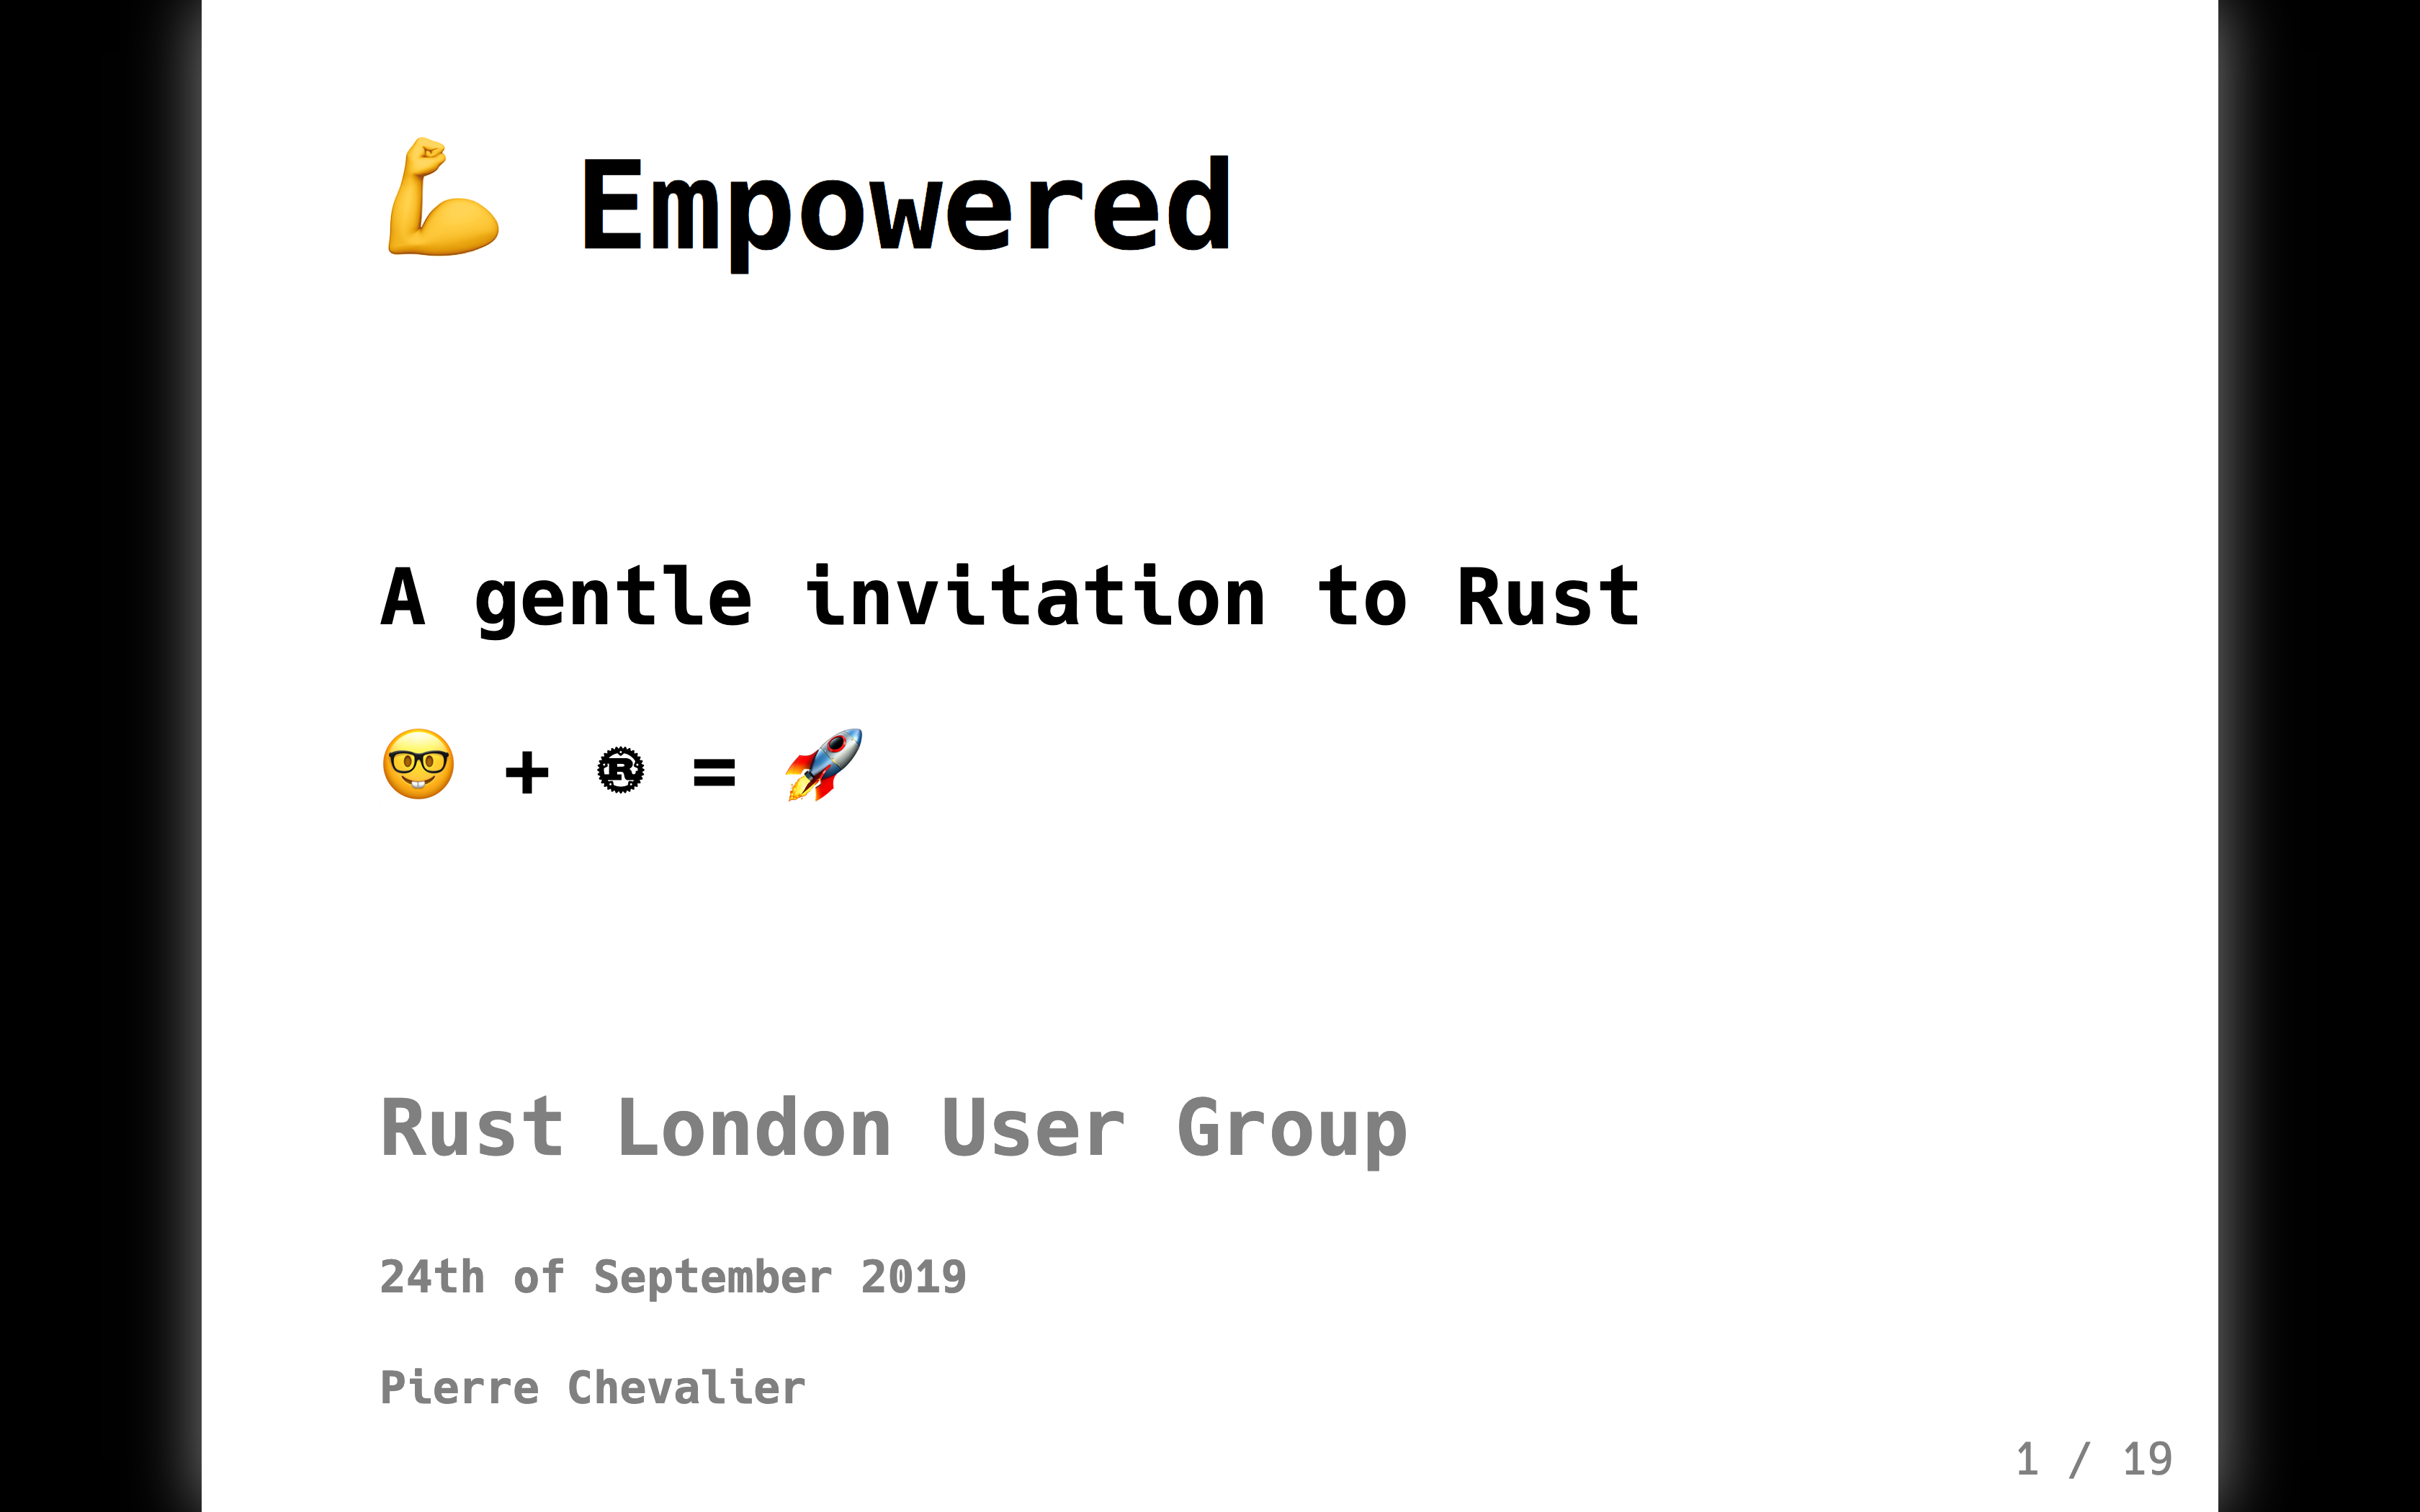 💪 Empowered
A gentle invitation to Rust
🤓 + R = 🚀
Rust London User Group
24th of September 2019
Pierre Chevalier
1 / 19